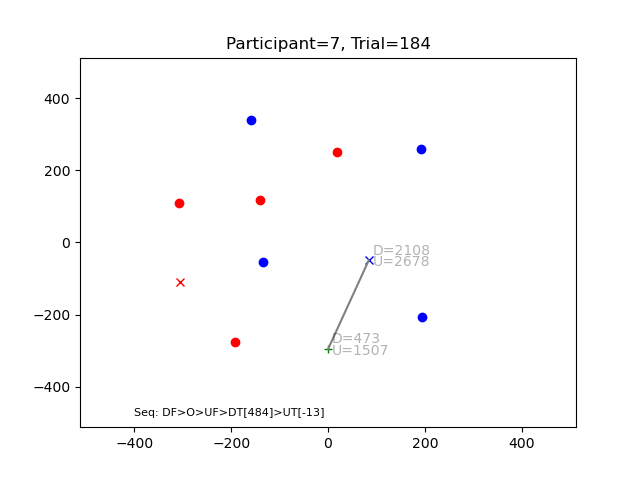 Participant=7, Trial=184
400
200
0
−200
−400
D=2108
U=2678
D=473
U=1507
Seq: DF>O>UF>DT[484]>UT[-13]
−400 −200 0 200 400